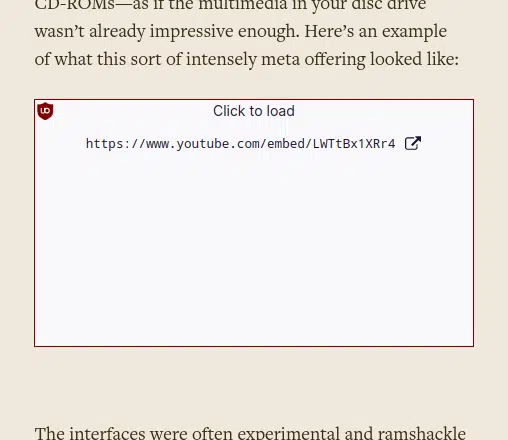 CD-ROMs—as if the multimedia in your disc drive
wasn’t already impressive enough. Here’s an example
of what this sort of intensely meta offering looked like:
Click to load
https://www.youtube.com/embed/LWTtBx1XRr4
The interfaces were often experimental and ramshackle